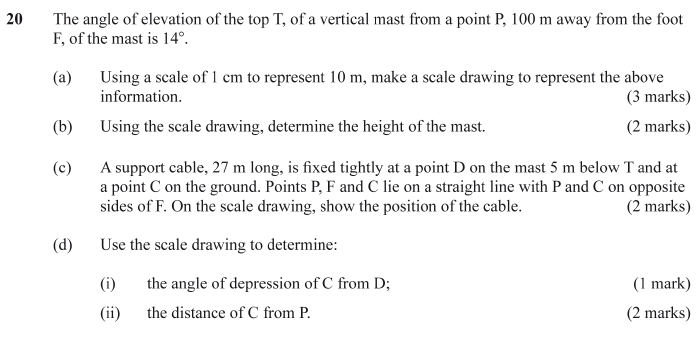 20 The angle of elevation of the top T, of a vertical mast from a point P, 100 m away from the foot
F, of the mast is 14°.
(a) Using a scale of 1 cm to represent 10 m, make a scale drawing to represent the above
information. (3 marks)
(b) Using the scale drawing, determine the height of the mast. (2 marks)
(c) A support cable, 27 m long, is fixed tightly at a point D on the mast 5 m below T and at
a point C on the ground. Points P, F and C lie on a straight line with P and C on opposite
sides of F. On the scale drawing, show the position of the cable. (2 marks)
(d) Use the scale drawing to determine:
(i) the angle of depression of C from D; (1 mark)
(ii) the distance of C from P. (2 marks)